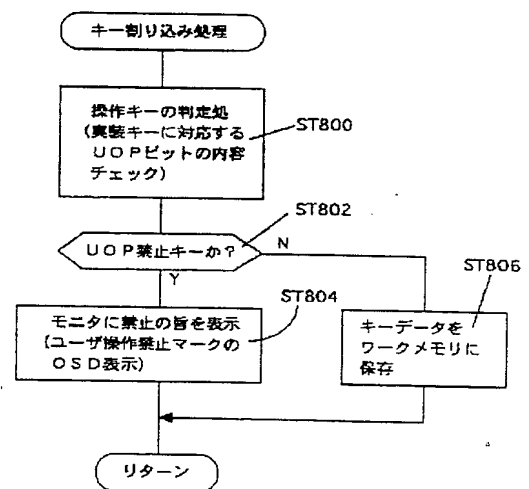 キー割り込み処理
操作キーの判定処
(実装キーに対応する
UOPビットの内容
チェック)
ST800
ST802
UOP禁止キーか?
N
Y
ST804
ST806
モニタに禁止の旨を表示
(ユーザ操作禁止マークの
OSD表示)
キーデータを
ワークメモリに
保存
リターン